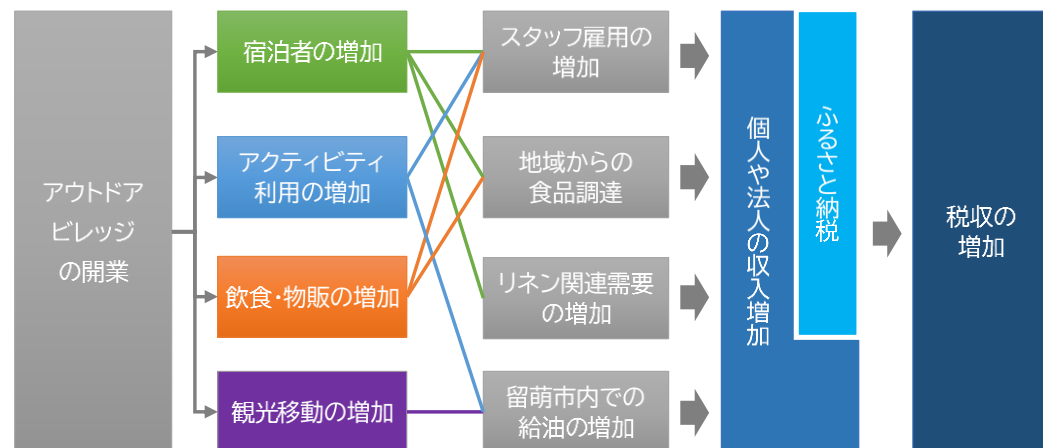 アウトドア
ビレッジ
の開業
宿泊者の増加
アクティビティ
利用の増加
飲食・物販の増加
観光移動の増加
スタッフ雇用の
増加
地域からの
食品調達
リネン関連需要
の増加
留萌市内での
給油の増加
個人や法人の収入増加
ふるさと納税
税収の
増加